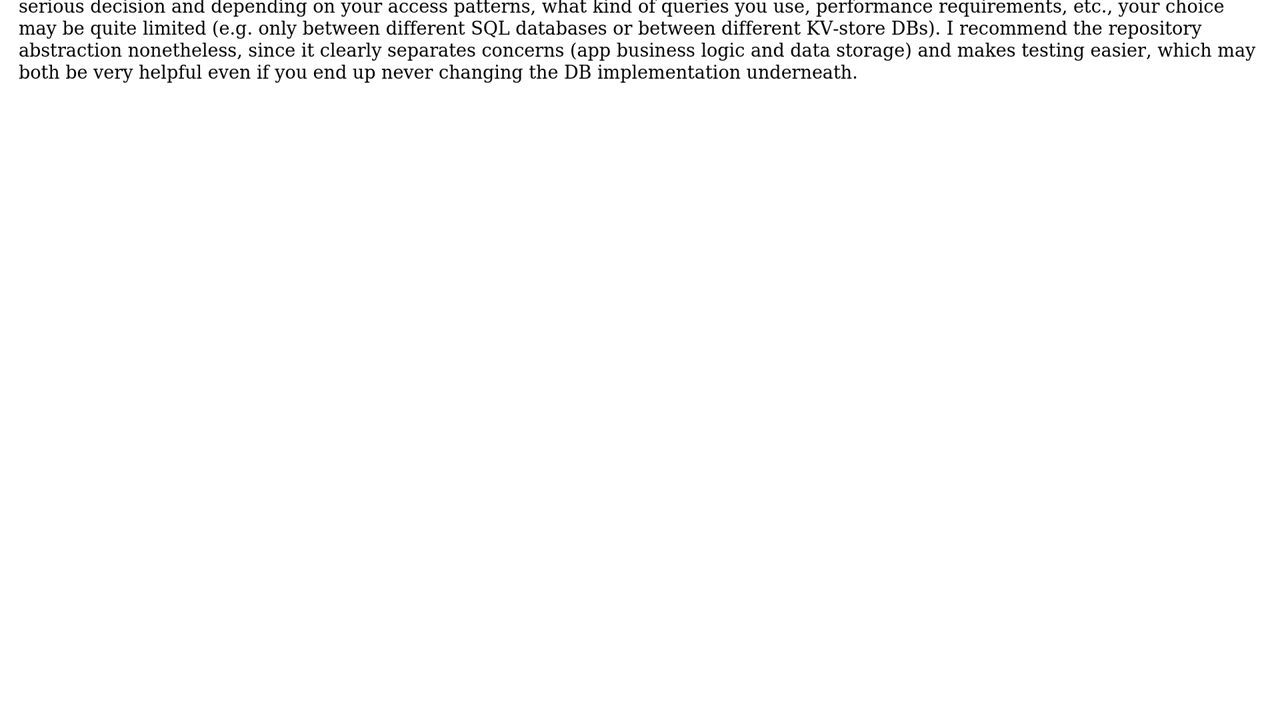 serious decision and depending on your access patterns, what kind of queries you use, performance requirements, etc., your choice
may be quite limited (e.g. only between different SQL databases or between different KV-store DBs). I recommend the repository
abstraction nonetheless, since it clearly separates concerns (app business logic and data storage) and makes testing easier, which may
both be very helpful even if you end up never changing the DB implementation underneath.